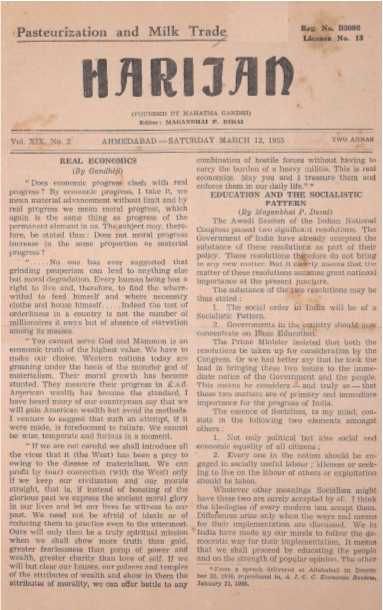 Pasteurization and Milk Trade
Reg. No. B3092
Licence No. 13
HARIJAN
(FOUNDED BY MAHATMA GANDHI)
Editor: MAGANBHAI P. DESAI
Vol. XIX, No. 2
AHMEDABAD — SATURDAY MARCH 12, 1955
TWO ANNAS
REAL ECONOMICS
(By Gandhiji)
"Does economic progress clash with real
progress? By economic progress, I take it, we
mean material advancement without limit and by
real progress we mean moral progress, which
again is the same thing as progress of the
permanent element in us. The subject may, there-
fore, be stated thus: Does not moral progress
increase in the same proportion as material
progress?
".....No one has ever suggested that
grinding pauperism can lead to anything else
but moral degradation. Every human being has a
right to live and, therefore, to find the where-
withal to feed himself and where necessary
clothe and house himself.....Indeed the test of
orderliness in a country is not the number of
millionaires it owns but of absence of starvation
among its masses.
"You cannot serve God and Mammon is an
economic truth of the highest value. We have to
make our choice. Western nations today are
groaning under the heels of the monster god of
materialism. Their moral growth has become
stunted. They measure their progress in £.s.d.
American wealth has become the standard. I
have heard many of our countrymen say that we
will gain American wealth but avoid its methods.
I venture to suggest that such an attempt, if it
were made, is foredoomed to failure. We cannot
be wise, temperate and furious in a moment.
"If we are not careful we shall introduce all
the vices that it (the West) has been a prey to
owing to the disease of materialism. We can
profit by (our) connection (with the West) only
if we keep our civilization and our morals
straight, that is, if instead of boasting of the
glorious past we express the ancient moral glory
in our lives and let our lives be witness to our
past. We need not be afraid of ideals or of
reducing them to practice even to the uttermost.
Ours will only then be a truly spiritual mission
when we shall show more truth than gold,
greater fearlessness than pomp of power and
wealth, greater charity than love of self. If we
will but clear our houses, our palaces and temples
of the attributes of wealth and show in them the
attributes of morality, we can offer battle to any
combination of hostile forces without having to
carry the burden of a heavy militia. This is real
economics. May you and I treasure them and
enforce them in our daily life." *
EDUCATION AND THE SOCIALISTIC
PATTERN
(By Maganbhai P. Desai)
The Avadi Session of the Indian National
Congress passed two significant resolutions. The
Government of India have already accepted the
substance of these resolutions as part of their
policy. These resolutions therefore do not bring
in any new matter. But it clearly means that the
matter of these resolutions assumes great national
importance at the present juncture.
The substance of the two resolutions may be
thus stated:
1. The social order in India will be of a
Socialistic Pattern.
2. Governments in the country should now
concentrate on Basic Education.
The Prime Minister insisted that both the
resolutions be taken up for consideration by the
Congress. Or we had better say that he took the
lead in bringing these two issues to the imme-
diate notice of the Government and the people.
This means he considers — and truly so — that
these two matters are of primary and immediate
importance for the progress of India.
The essence of Socialism, to my mind, con-
sists in the following two elements amongst
others:
1. Not only political but also social and
economic equality of all citizens;
2. Every one in the nation should be en-
gaged in socially useful labour; idleness or seek-
ing to live on the labour of others or exploitation
should be taboo.
Whatever other meanings Socialism might
have these two are surely accepted by all. I think
the ideologies of every modern ism accept them.
Differences arise only when the ways and means
for their implementation are discussed. We in
India have made up our minds to follow the de-
mocratic way for their implementation. It means
that we shall proceed by educating the people
and on the strength of popular opinion. The other
* From a speech delivered at Allahabad on Decem-
ber 22, 1916, reproduced in A. I. C. C. Economic Review,
January 22, 1955.